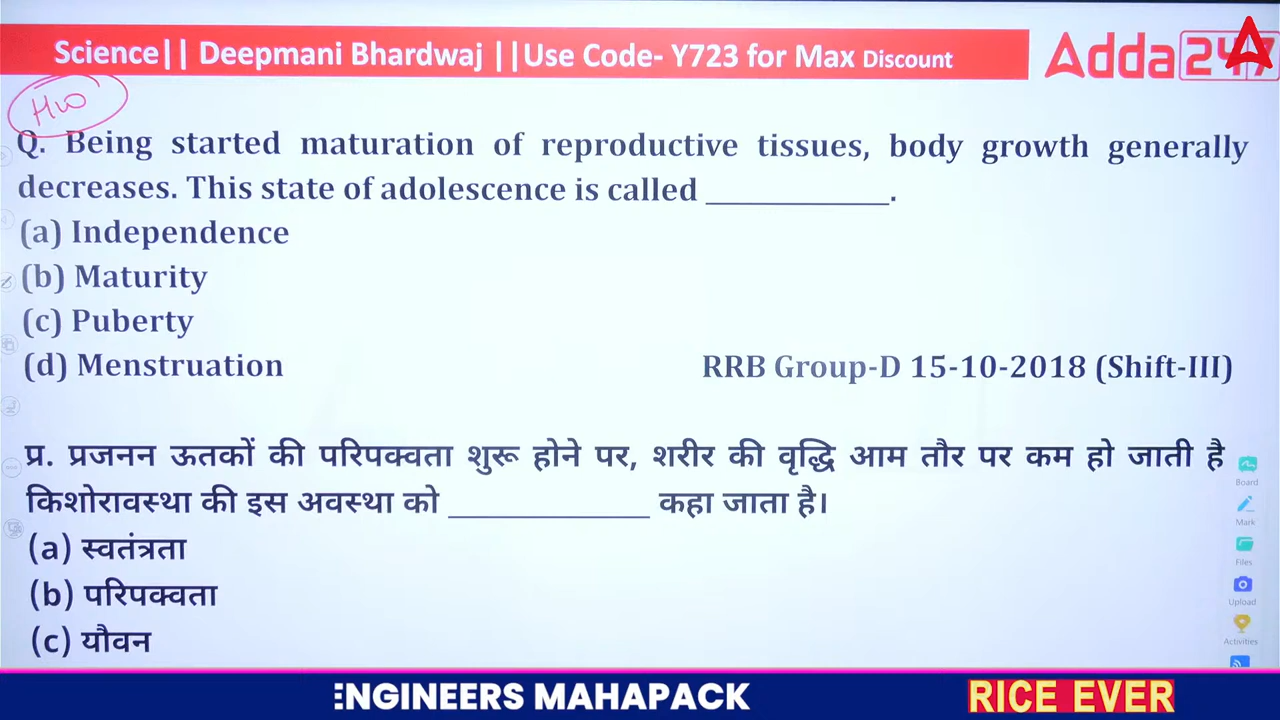 Science|| Deepmani Bhardwaj ||Use Code- Y723 for Max Discount
Adda247
HW
Q. Being started maturation of reproductive tissues, body growth generally
decreases. This state of adolescence is called ____________.
(a) Independence
(b) Maturity
(c) Puberty
(d) Menstruation
RRB Group-D 15-10-2018 (Shift-III)
प्र. प्रजनन ऊतकों की परिपक्वता शुरू होने पर, शरीर की वृद्धि आम तौर पर कम हो जाती है
किशोरावस्था की इस अवस्था को ____________ कहा जाता है।
(a) स्वतंत्रता
(b) परिपक्वता
(c) यौवन
Board
Mark
Files
Upload
Activities
ENGINEERS MAHAPACK
RICE EVER